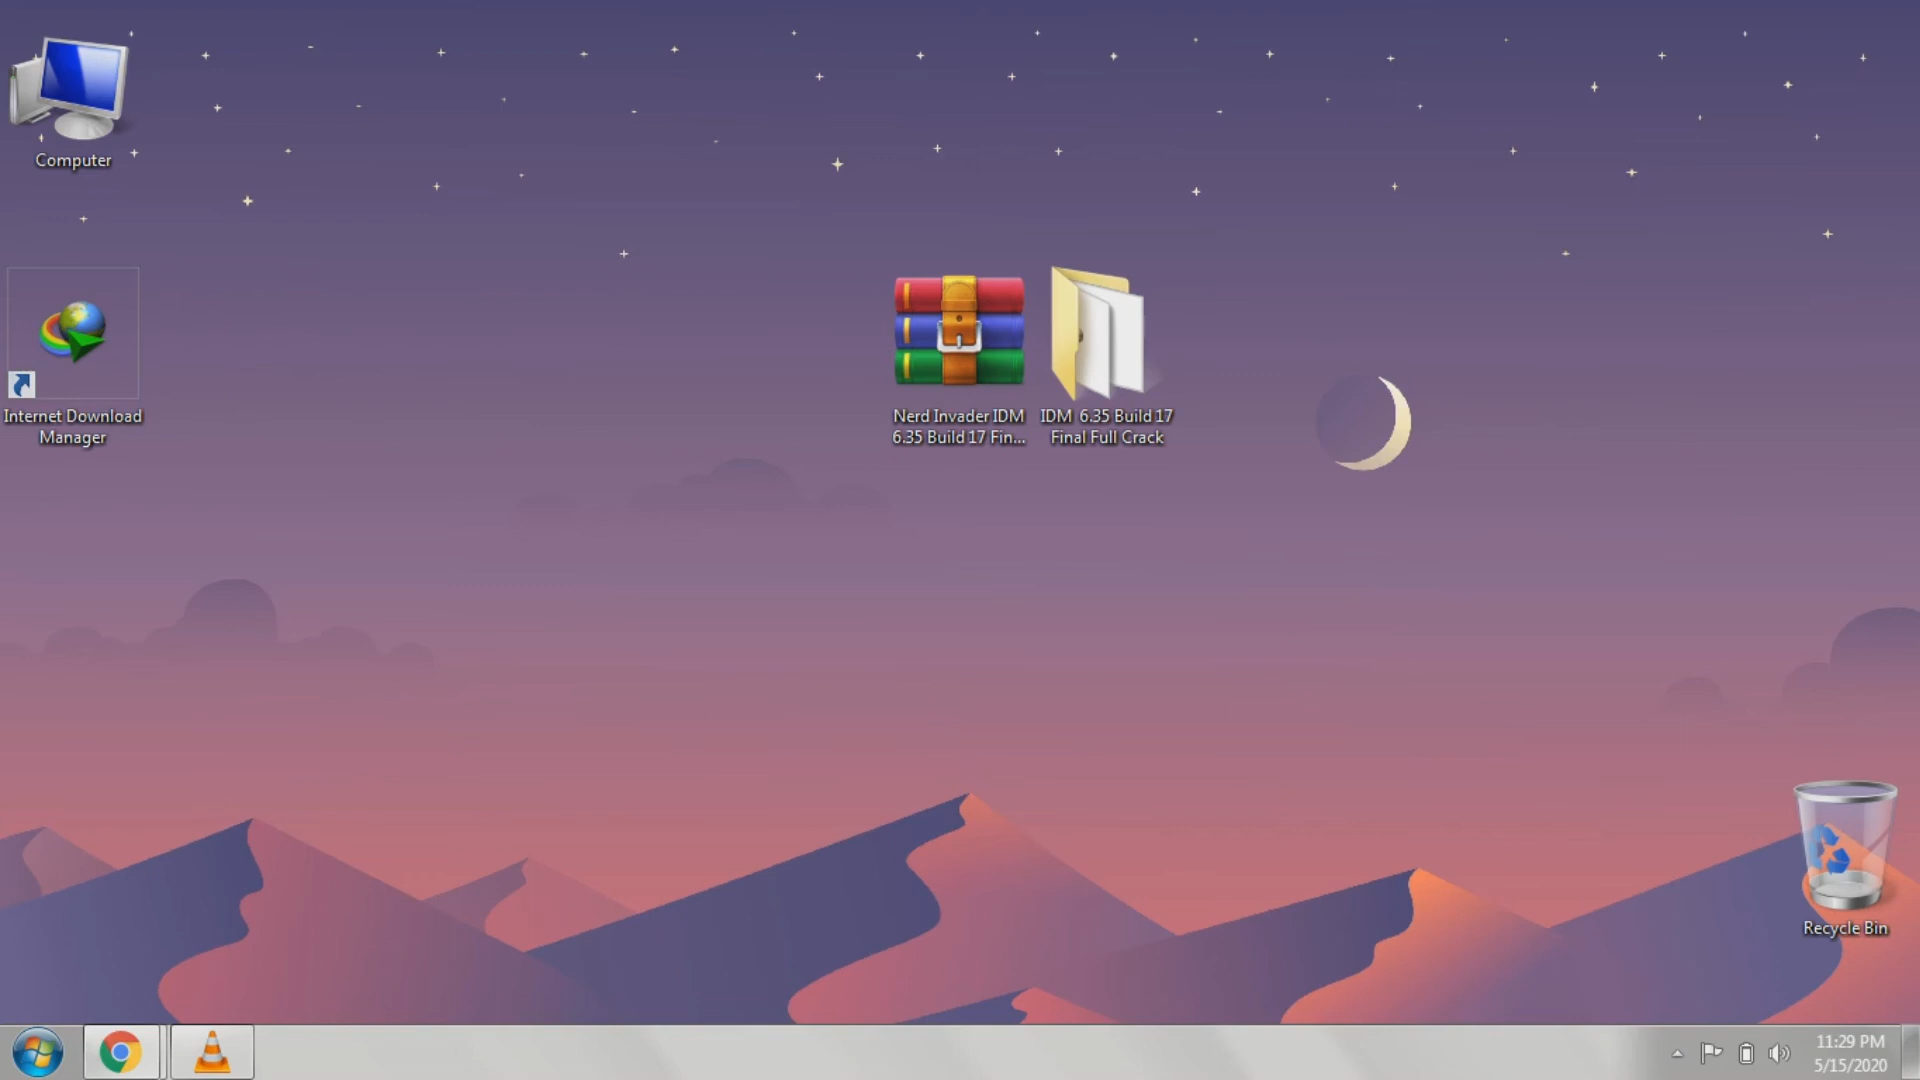 Computer
Internet Download
Manager
Nerd Invader IDM
6.35 Build 17 Fin...
IDM 6.35 Build 17
Final Full Crack
Recycle Bin
11:29 PM
5/15/2020